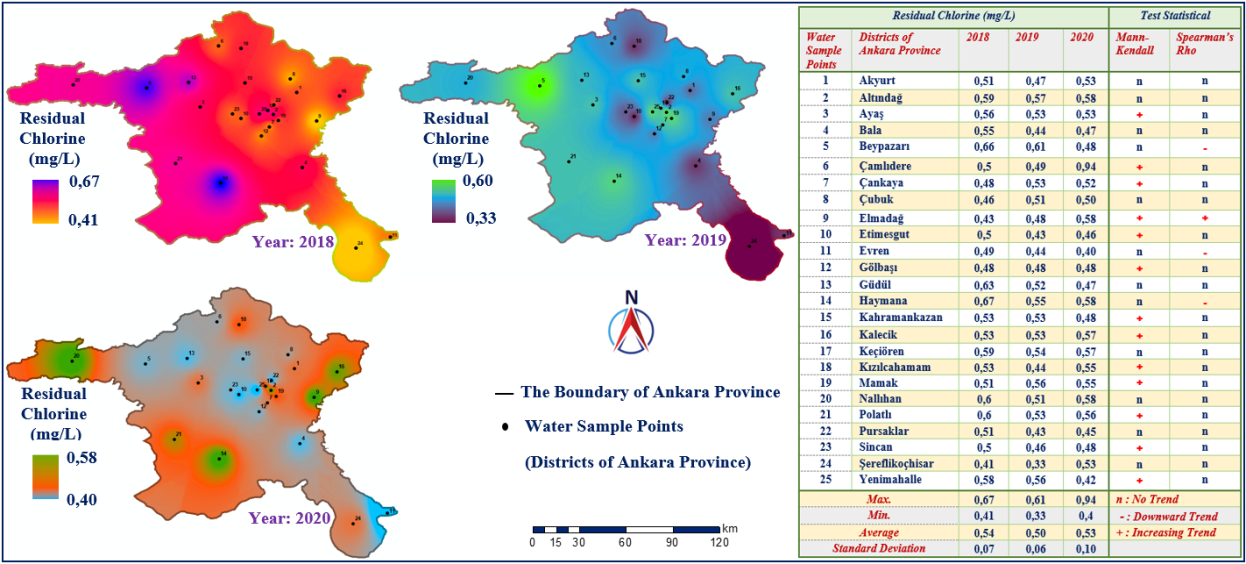 Residual
Chlorine
(mg/L)
0,67
0,41
Year: 2018
Residual
Chlorine
(mg/L)
0,60
0,33
Year: 2019
Residual
Chlorine
(mg/L)
0,58
0,40
Year: 2020
N
The Boundary of Ankara Province
Water Sample Points
(Districts of Ankara Province)
km
0 15 30 60 90 120
Residual Chlorine (mg/L) Test Statistical
Water Sample Points Districts of Ankara Province 2018 2019 2020 Mann-Kendall Spearman's Rho
1 Akyurt 0,51 0,47 0,53 n n
2 Altındağ 0,59 0,57 0,58 n n
3 Ayaş 0,56 0,53 0,53 + n
4 Bala 0,55 0,44 0,47 n n
5 Beypazarı 0,66 0,61 0,48 n -
6 Çamlıdere 0,5 0,49 0,94 + n
7 Çankaya 0,48 0,53 0,52 + n
8 Çubuk 0,46 0,51 0,50 n n
9 Elmadağ 0,43 0,48 0,58 + +
10 Etimesgut 0,5 0,43 0,46 + n
11 Evren 0,49 0,44 0,40 n -
12 Gölbaşı 0,48 0,48 0,48 + n
13 Güdül 0,63 0,52 0,47 n n
14 Haymana 0,67 0,55 0,58 n -
15 Kahramankazan 0,53 0,53 0,48 + n
16 Kalecik 0,53 0,53 0,57 + n
17 Keçiören 0,59 0,54 0,57 n n
18 Kızılcahamam 0,53 0,44 0,55 + n
19 Mamak 0,51 0,56 0,55 + n
20 Nallıhan 0,6 0,51 0,58 n n
21 Polatlı 0,6 0,53 0,56 + n
22 Pursaklar 0,51 0,43 0,45 n n
23 Sincan 0,5 0,46 0,48 + n
24 Şereflikoçhisar 0,41 0,33 0,53 n n
25 Yenimahalle 0,58 0,56 0,42 + n
Max. 0,67 0,61 0,94 n : No Trend
Min. 0,41 0,33 0,4 - : Downward Trend
Average 0,54 0,50 0,53 + : Increasing Trend
Standard Deviation 0,07 0,06 0,10